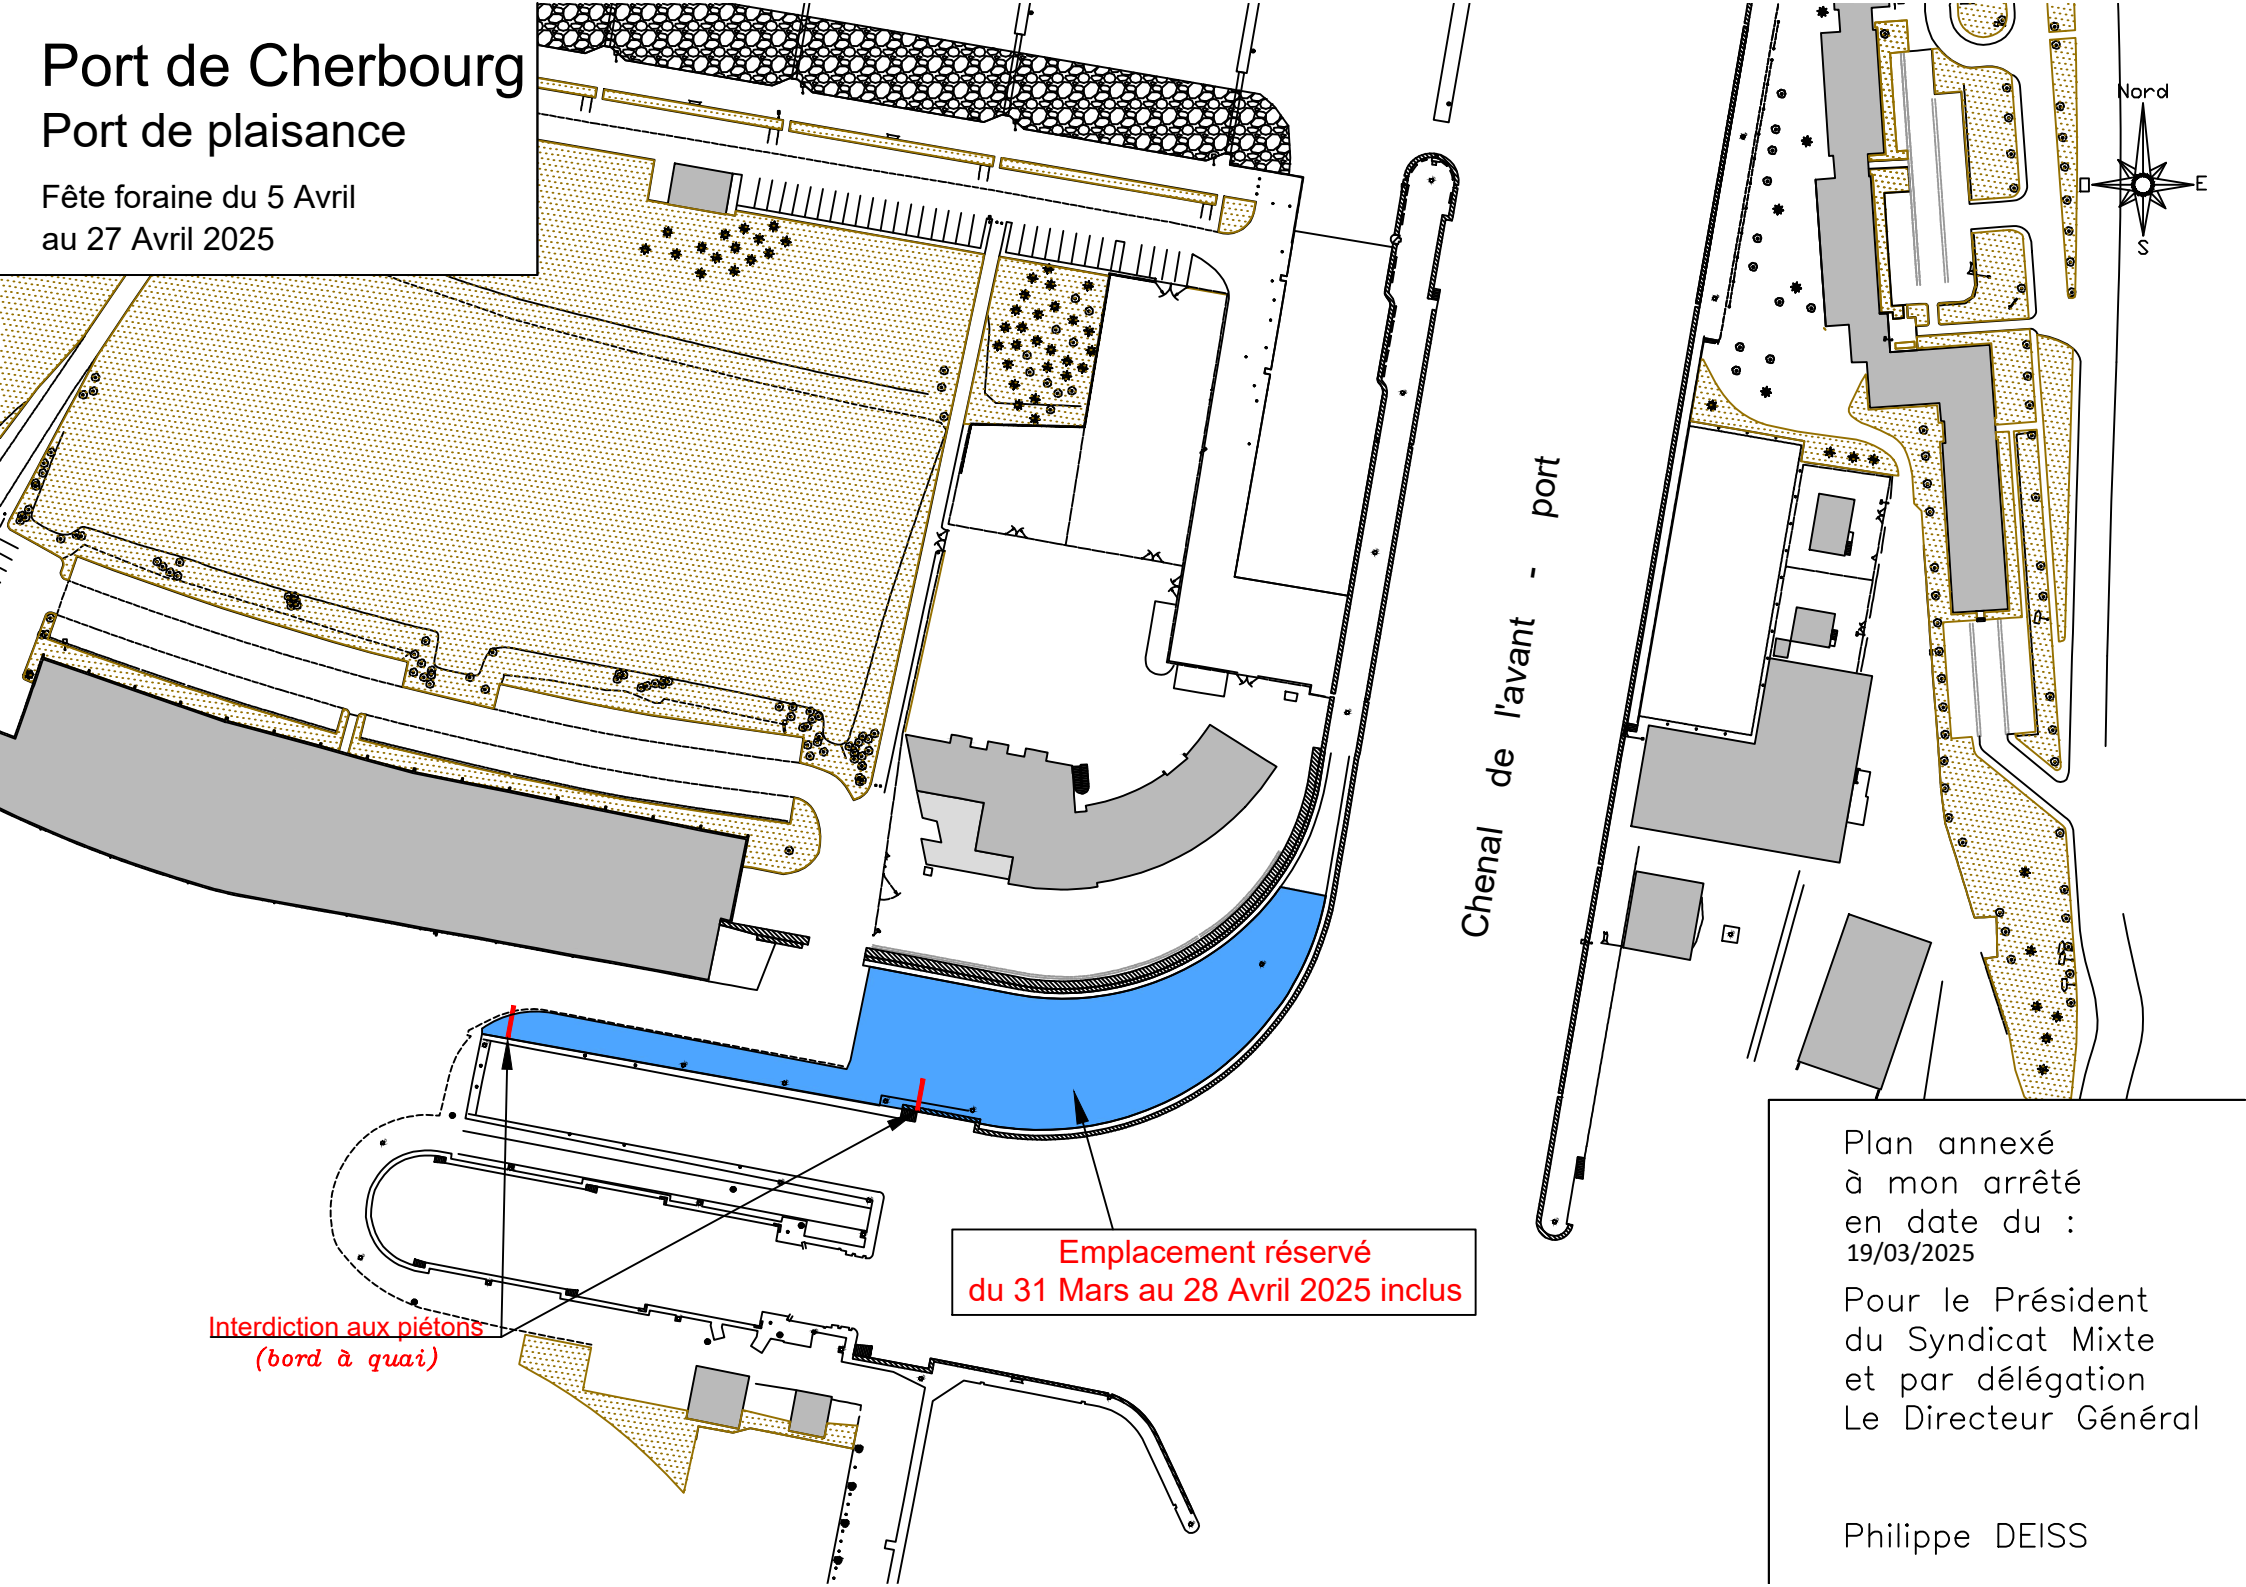 Port de Cherbourg
Port de plaisance
Fête foraine du 5 Avril
au 27 Avril 2025
Nord
E
S
Chenal de l'avant - port
Emplacement réservé
du 31 Mars au 28 Avril 2025 inclus
Interdiction aux piétons
(bord à quai)
Plan annexé
à mon arrêté
en date du :
19/03/2025
Pour le Président
du Syndicat Mixte
et par délégation
Le Directeur Général
Philippe DEISS